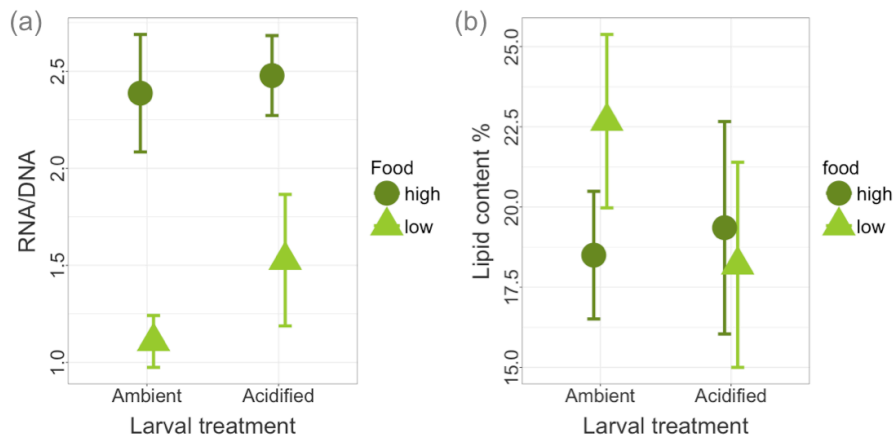 (a)
RNA/DNA
2.5
2.0
1.5
1.0
Ambient Acidified
Larval treatment
Food
high
low
(b)
Lipid content %
25.0
22.5
20.0
17.5
15.0
Ambient Acidified
Larval treatment
food
high
low